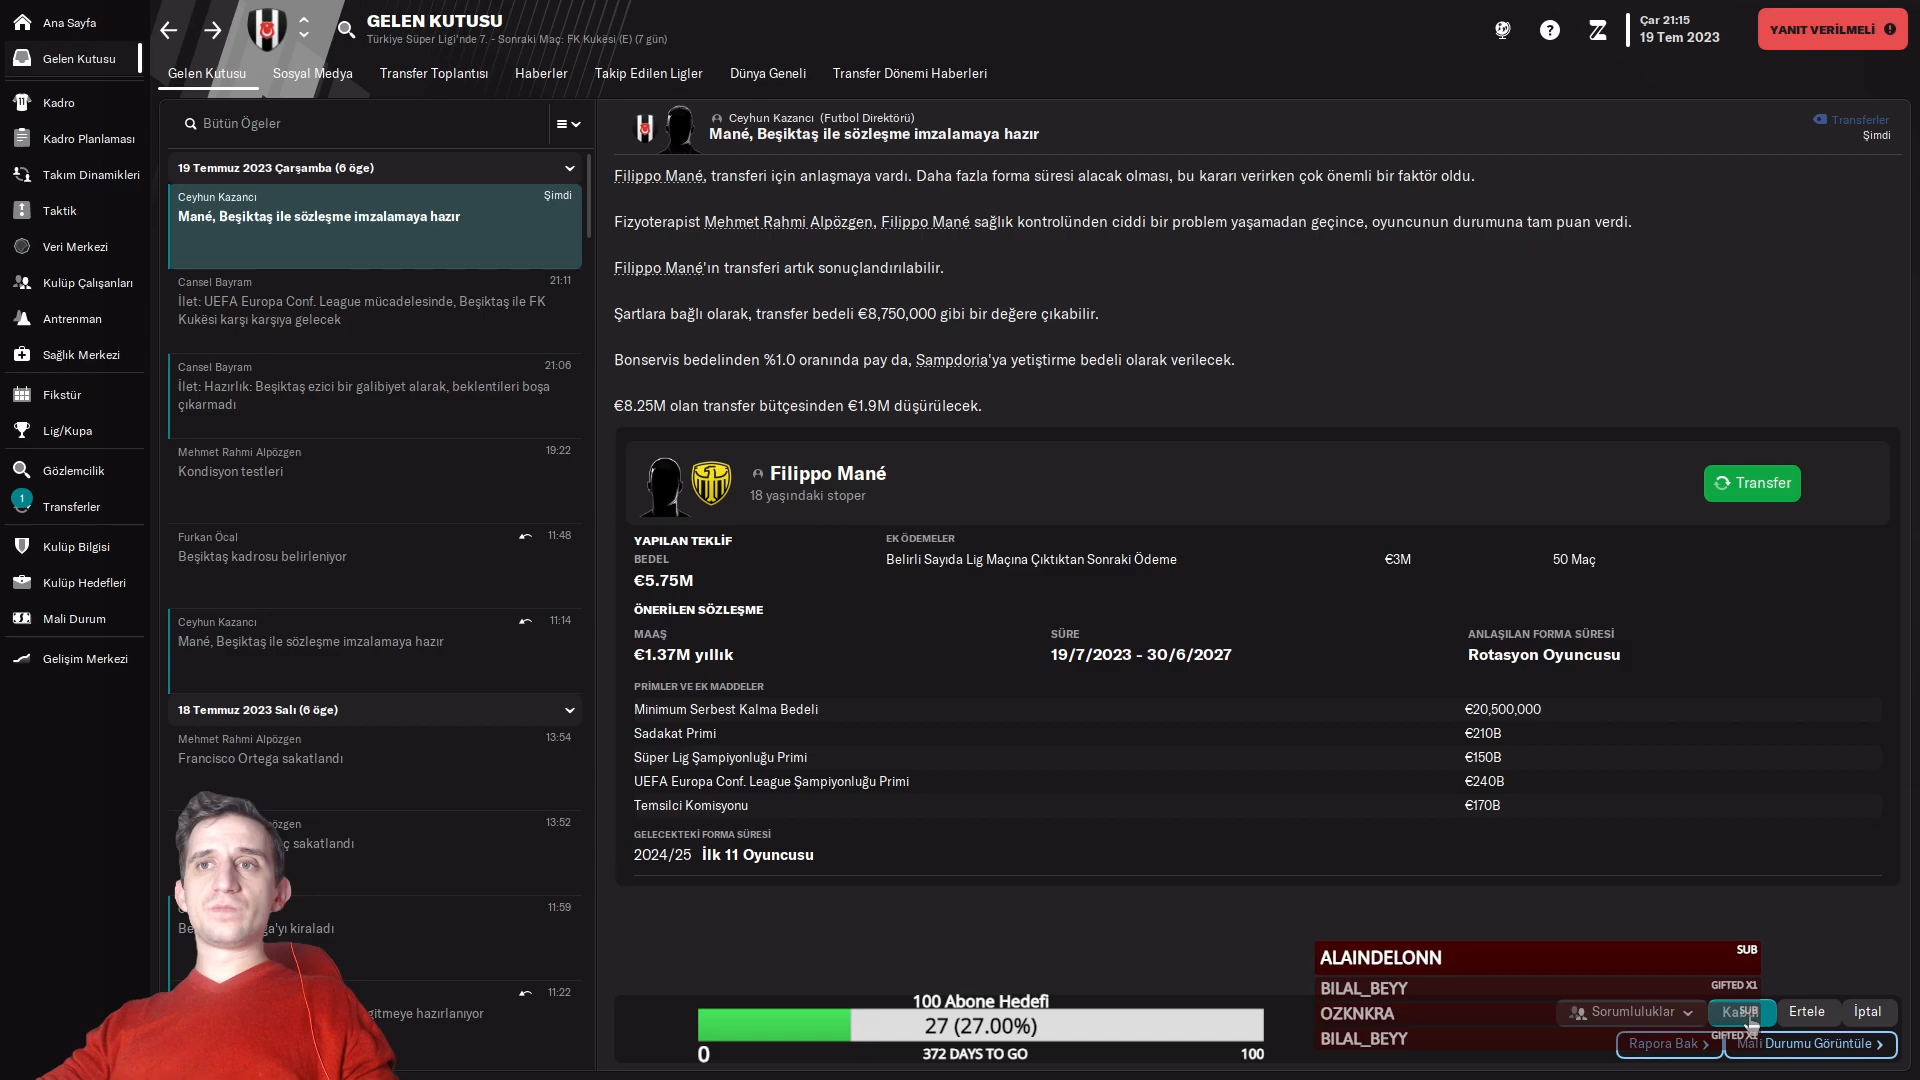 Ana Sayfa
Gelen Kutusu
Kadro
Kadro Planlaması
Takım Dinamikleri
Taktik
Veri Merkezi
Kulüp Çalışanları
Antrenman
Sağlık Merkezi
Fikstür
Lig/Kupa
Gözlemcilik
1
Transferler
Kulüp Bilgisi
Kulüp Hedefleri
Mali Durum
Gelişim Merkezi
GELEN KUTUSU
Türkiye Süper Ligi'nde 7. - Sonraki Maç: FK Kukësi (E) (7 gün)
Çar 21:15
19 Tem 2023
YANIT VERİLMELİ
Gelen Kutusu Sosyal Medya Transfer Toplantısı Haberler Takip Edilen Ligler Dünya Geneli Transfer Dönemi Haberleri
Bütün Ögeler
19 Temmuz 2023 Çarşamba (6 öge)
Ceyhun Kazancı Şimdi
Mané, Beşiktaş ile sözleşme imzalamaya hazır
Cansel Bayram 21:11
İlet: UEFA Europa Conf. League mücadelesinde, Beşiktaş ile FK
Kukësi karşı karşıya gelecek
Cansel Bayram 21:06
İlet: Hazırlık: Beşiktaş ezici bir galibiyet alarak, beklentileri boşa
çıkarmadı
Mehmet Rahmi Alpözgen 19:22
Kondisyon testleri
Furkan Öcal 11:48
Beşiktaş kadrosu belirleniyor
Ceyhun Kazancı 11:14
Mané, Beşiktaş ile sözleşme imzalamaya hazır
18 Temmuz 2023 Salı (6 öge)
Mehmet Rahmi Alpözgen 13:54
Francisco Ortega sakatlandı
13:52
sakatlandı
11:59
kiraladı
11:22
gitmeye hazırlanıyor
Ceyhun Kazancı (Futbol Direktörü)
Mané, Beşiktaş ile sözleşme imzalamaya hazır
Transferler
Şimdi
Filippo Mané, transferi için anlaşmaya vardı. Daha fazla forma süresi alacak olması, bu kararı verirken çok önemli bir faktör oldu.
Fizyoterapist Mehmet Rahmi Alpözgen, Filippo Mané sağlık kontrolünden ciddi bir problem yaşamadan geçince, oyuncunun durumuna tam puan verdi.
Filippo Mané'ın transferi artık sonuçlandırılabilir.
Şartlara bağlı olarak, transfer bedeli €8,750,000 gibi bir değere çıkabilir.
Bonservis bedelinden %1.0 oranında pay da, Sampdoria'ya yetiştirme bedeli olarak verilecek.
€8.25M olan transfer bütçesinden €1.9M düşürülecek.
Filippo Mané
18 yaşındaki stoper
Transfer
YAPILAN TEKLİF
BEDEL
€5.75M
EK ÖDEMELER
Belirli Sayıda Lig Maçına Çıktıktan Sonraki Ödeme €3M 50 Maç
ÖNERİLEN SÖZLEŞME
MAAŞ SÜRE ANLAŞILAN FORMA SÜRESİ
€1.37M yıllık 19/7/2023 - 30/6/2027 Rotasyon Oyuncusu
PRİMLER VE EK MADDELER
Minimum Serbest Kalma Bedeli €20,500,000
Sadakat Primi €210B
Süper Lig Şampiyonluğu Primi €150B
UEFA Europa Conf. League Şampiyonluğu Primi €240B
Temsilci Komisyonu €170B
GELECEKTEKİ FORMA SÜRESİ
2024/25 İlk 11 Oyuncusu
ALAINDELONN SUB
BILAL_BEYY GIFTED X1
OZKNKRA SUB
BILAL_BEYY GIFTED X1
Sorumluluklar
Ertele
İptal
Rapora Bak
Mali Durumu Görüntüle
100 Abone Hedefi
27 (27.00%)
0 372 DAYS TO GO 100